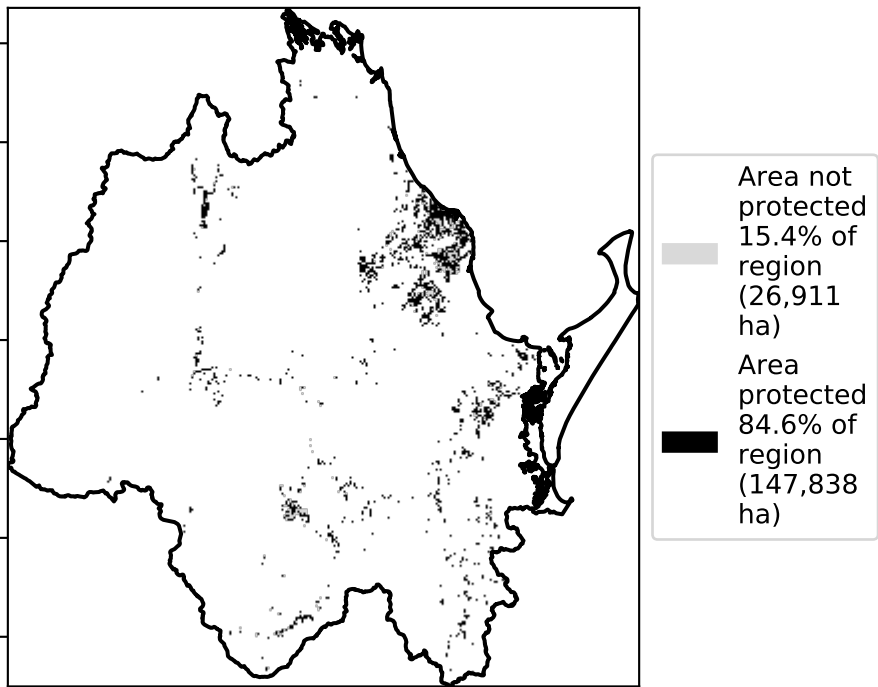 Area not
protected
15.4% of
region
(26,911
ha)
Area
protected
84.6% of
region
(147,838
ha)